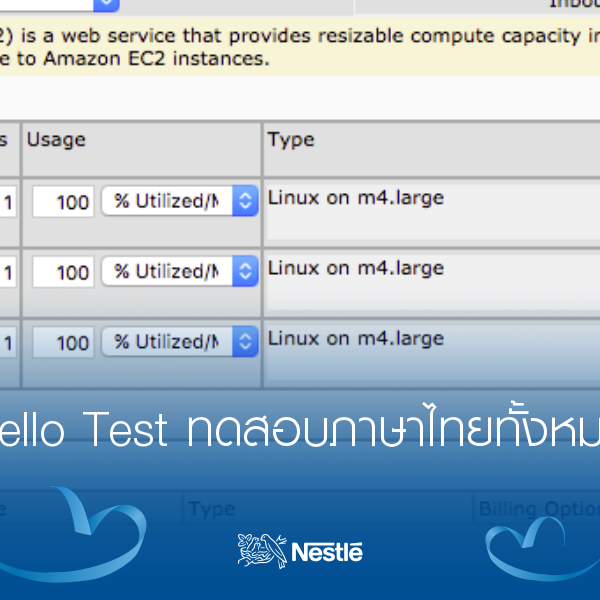 2) is a web service that provides resizable compute capacity in
e to Amazon EC2 instances.
s Usage Type
1 100 % Utilized/M Linux on m4.large
1 100 % Utilized/M Linux on m4.large
1 100 % Utilized/M Linux on m4.large
ello Test ทดสอบภาษาไทยทั้งหม
e Type Billing Option
Nestlé